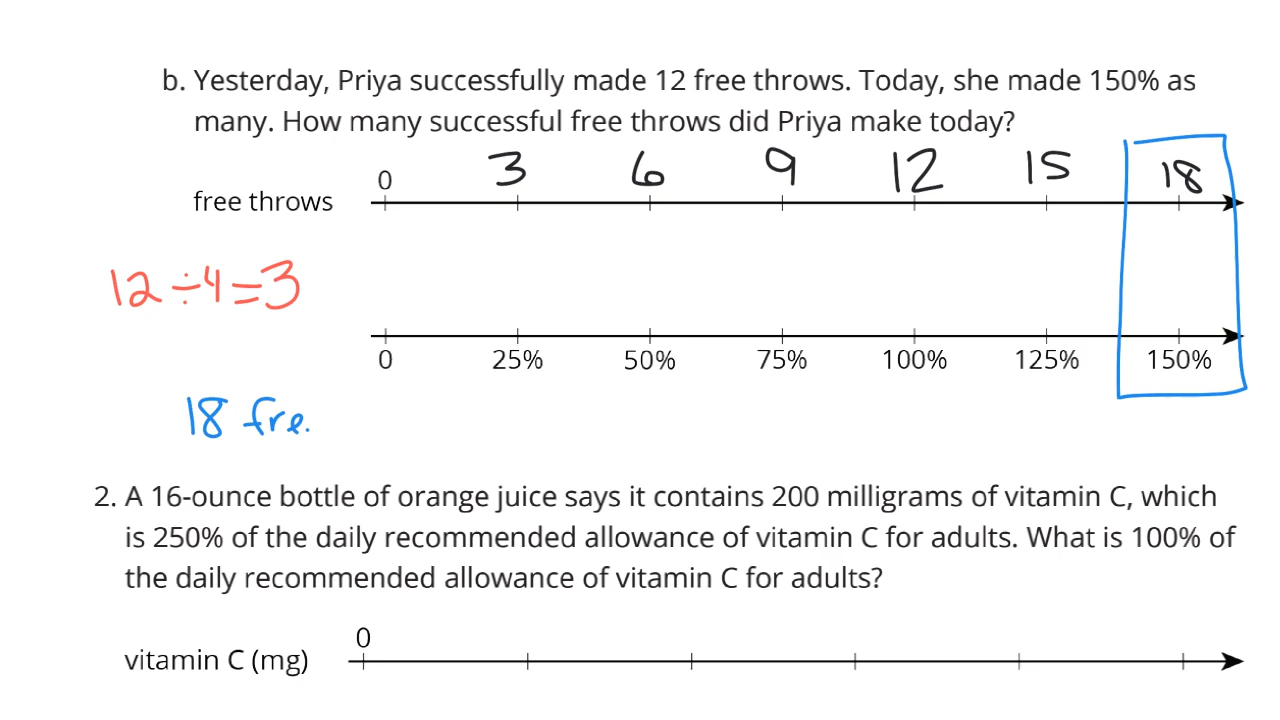 b. Yesterday, Priya successfully made 12 free throws. Today, she made 150% as
many. How many successful free throws did Priya make today?
0 3 6 9 12 15 18
free throws
12 ÷ 4 = 3
0 25% 50% 75% 100% 125% 150%
18 fre
2. A 16-ounce bottle of orange juice says it contains 200 milligrams of vitamin C, which
is 250% of the daily recommended allowance of vitamin C for adults. What is 100% of
the daily recommended allowance of vitamin C for adults?
0
vitamin C (mg)